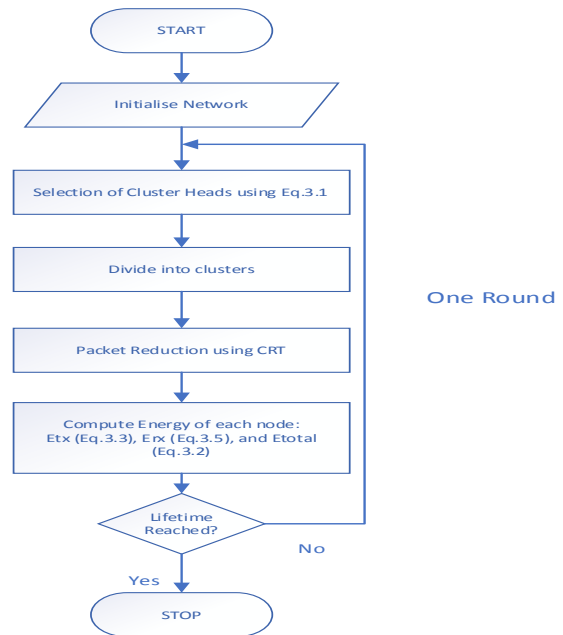 START
Initialise Network
Selection of Cluster Heads using Eq.3.1
Divide into clusters
One Round
Packet Reduction using CRT
Compute Energy of each node:
Etx (Eq.3.3), Erx (Eq.3.5), and Etotal
(Eq.3.2)
Lifetime
Reached?
No
Yes
STOP